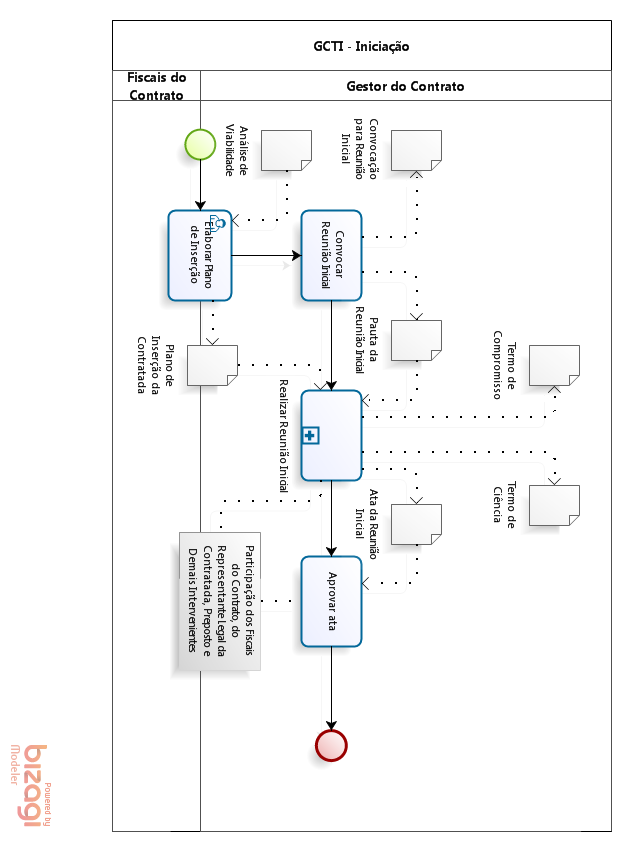 GCTI - Iniciação
Fiscais do
Contrato
Gestor do Contrato
Análise de
Viabilidade
Convocação
para Reunião
Inicial
Elaborar Plano
de Inserção
Convocar
Reunião Inicial
Plano de
Inserção da
Contratada
Pauta da
Reunião Inicial
Termo de
Compromisso
Realizar Reunião Inicial
Ata da Reunião
Inicial
Termo de
Ciência
Participação dos Fiscais
do Contrato, do
Representante Legal da
Contratada, Preposto e
Demais Intervenientes
Aprovar ata
Powered by
bizagi
Modeler